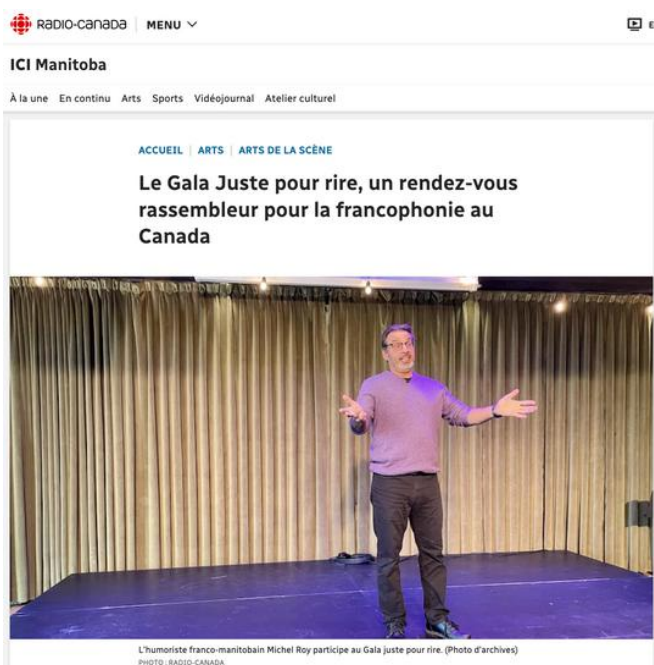 RADIO-CANADA MENU
ICI Manitoba
À la une En continu Arts Sports Vidéojournal Atelier culturel
ACCUEIL | ARTS | ARTS DE LA SCÈNE
Le Gala Juste pour rire, un rendez-vous
rassembleur pour la francophonie au
Canada
L'humoriste franco-manitobain Michel Roy participe au Gala juste pour rire. (Photo d'archives)
PHOTO : RADIO-CANADA